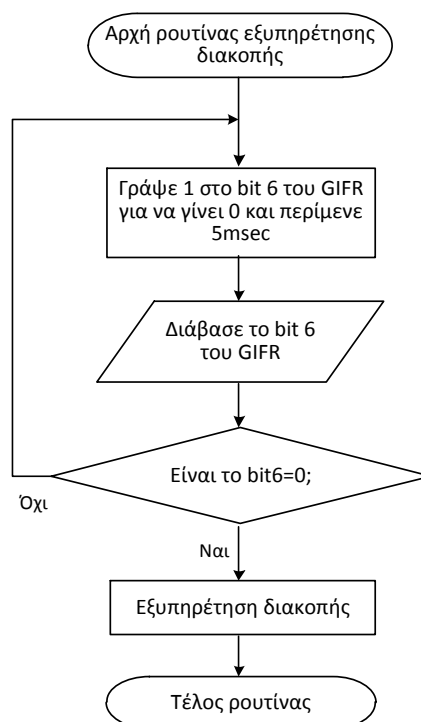 Αρχή ρουτίνας εξυπηρέτησης
διακοπής
Γράψε 1 στο bit 6 του GIFR
για να γίνει 0 και περίμενε
5msec
Διάβασε το bit 6
του GIFR
Είναι το bit6=0;
Όχι
Ναι
Εξυπηρέτηση διακοπής
Τέλος ρουτίνας